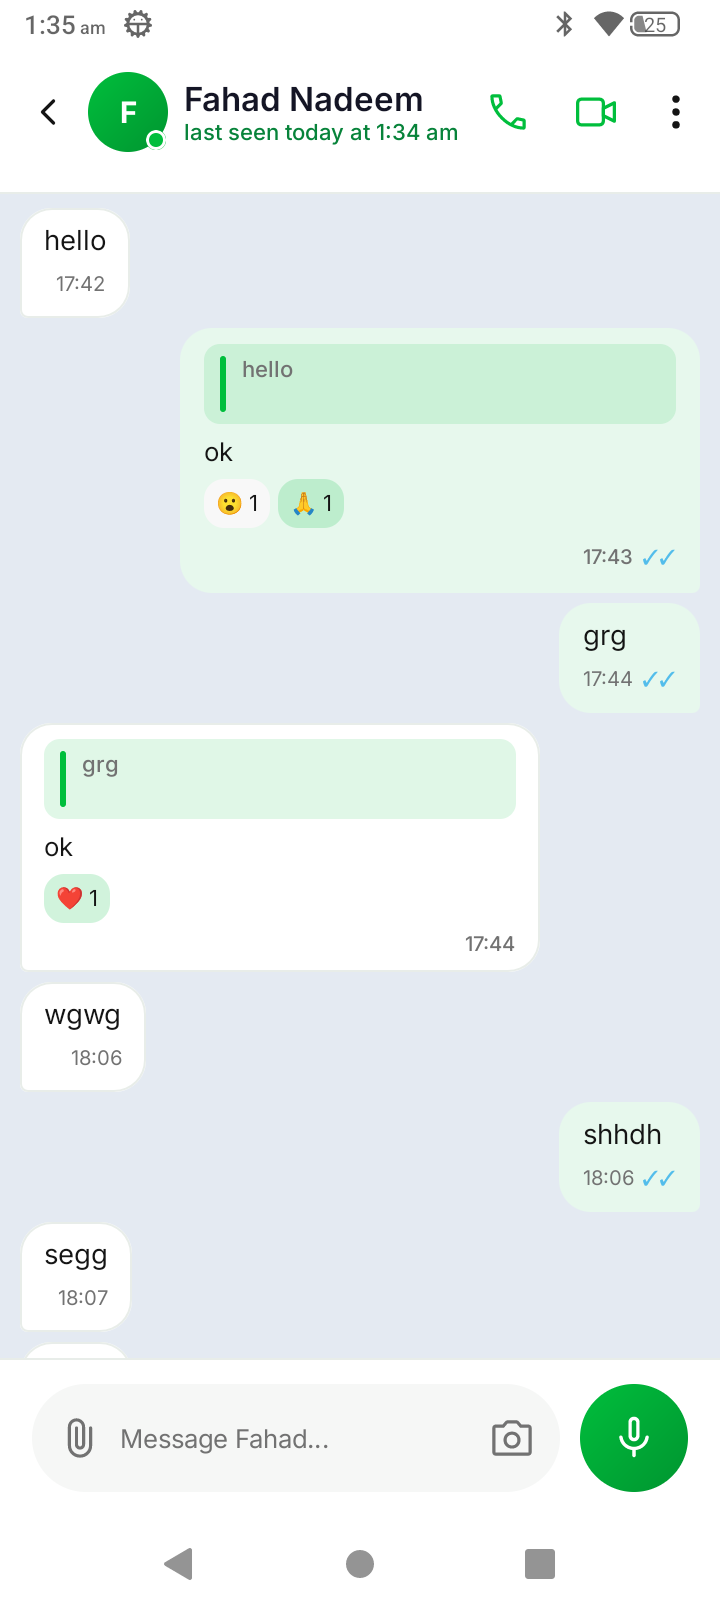 1:35 am
25
F
Fahad Nadeem
last seen today at 1:34 am
hello
17:42
hello
ok
😮 1 🙏 1
17:43 ✓✓
grg
17:44 ✓✓
grg
ok
❤️ 1
17:44
wgwg
18:06
shhdh
18:06 ✓✓
segg
18:07
Message Fahad...